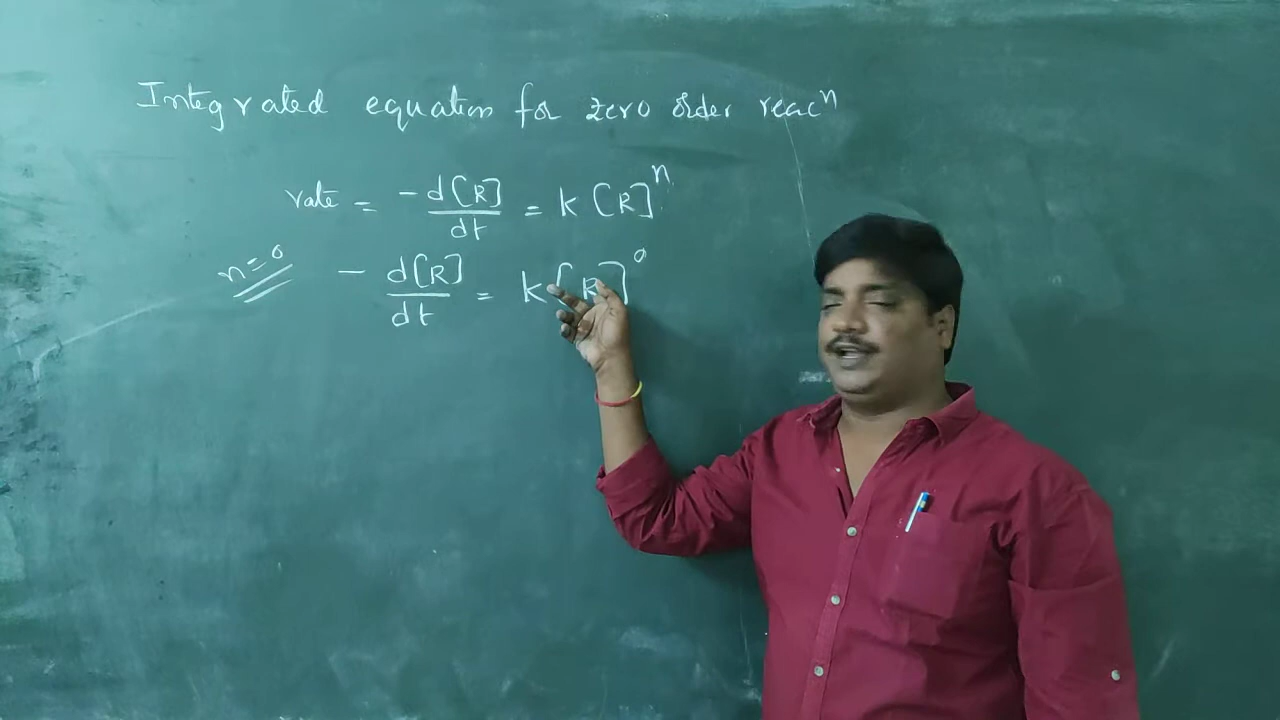 Integrated equation for zero order reacⁿ
rate = -d[R]/dt = k [R]ⁿ
n=0 - d[R]/dt = k[R]⁰